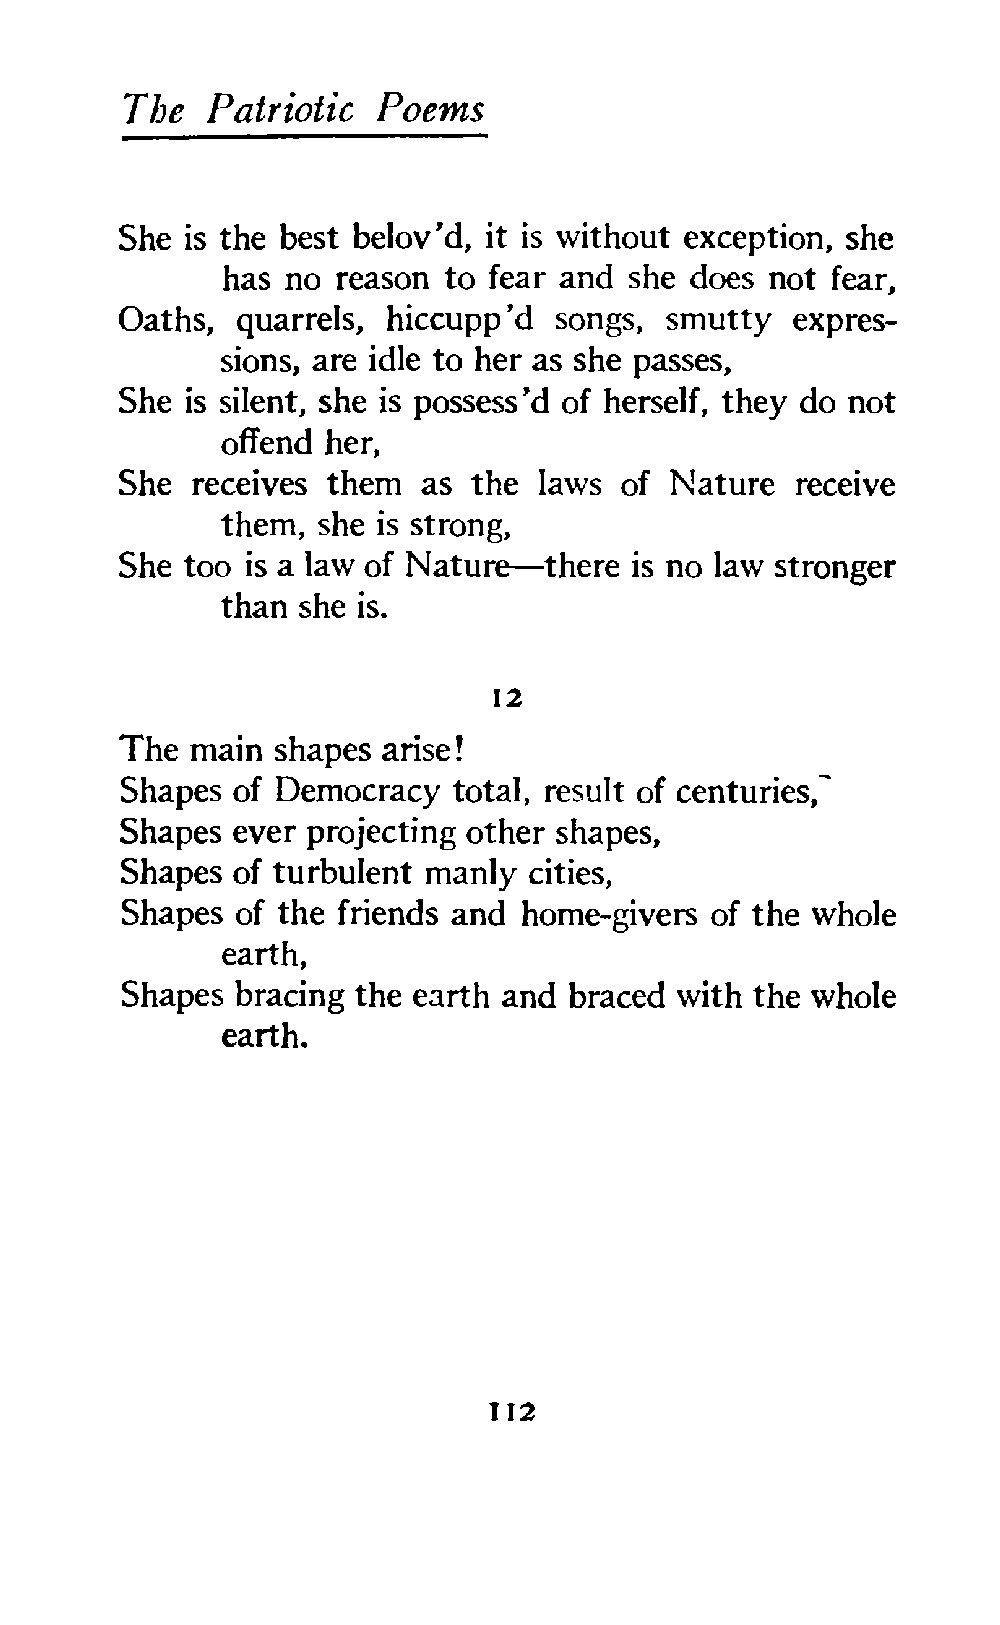 The Patriotic Poems
She is the best belov'd, it is without exception, she
has no reason to fear and she does not fear,
Oaths, quarrels, hiccupp'd songs, smutty expres-
sions, are idle to her as she passes,
She is silent, she is possess'd of herself, they do not
offend her,
She receives them as the laws of Nature receive
them, she is strong,
She too is a law of Nature—there is no law stronger
than she is.
12
The main shapes arise!
Shapes of Democracy total, result of centuries,
Shapes ever projecting other shapes,
Shapes of turbulent manly cities,
Shapes of the friends and home-givers of the whole
earth,
Shapes bracing the earth and braced with the whole
earth.
112